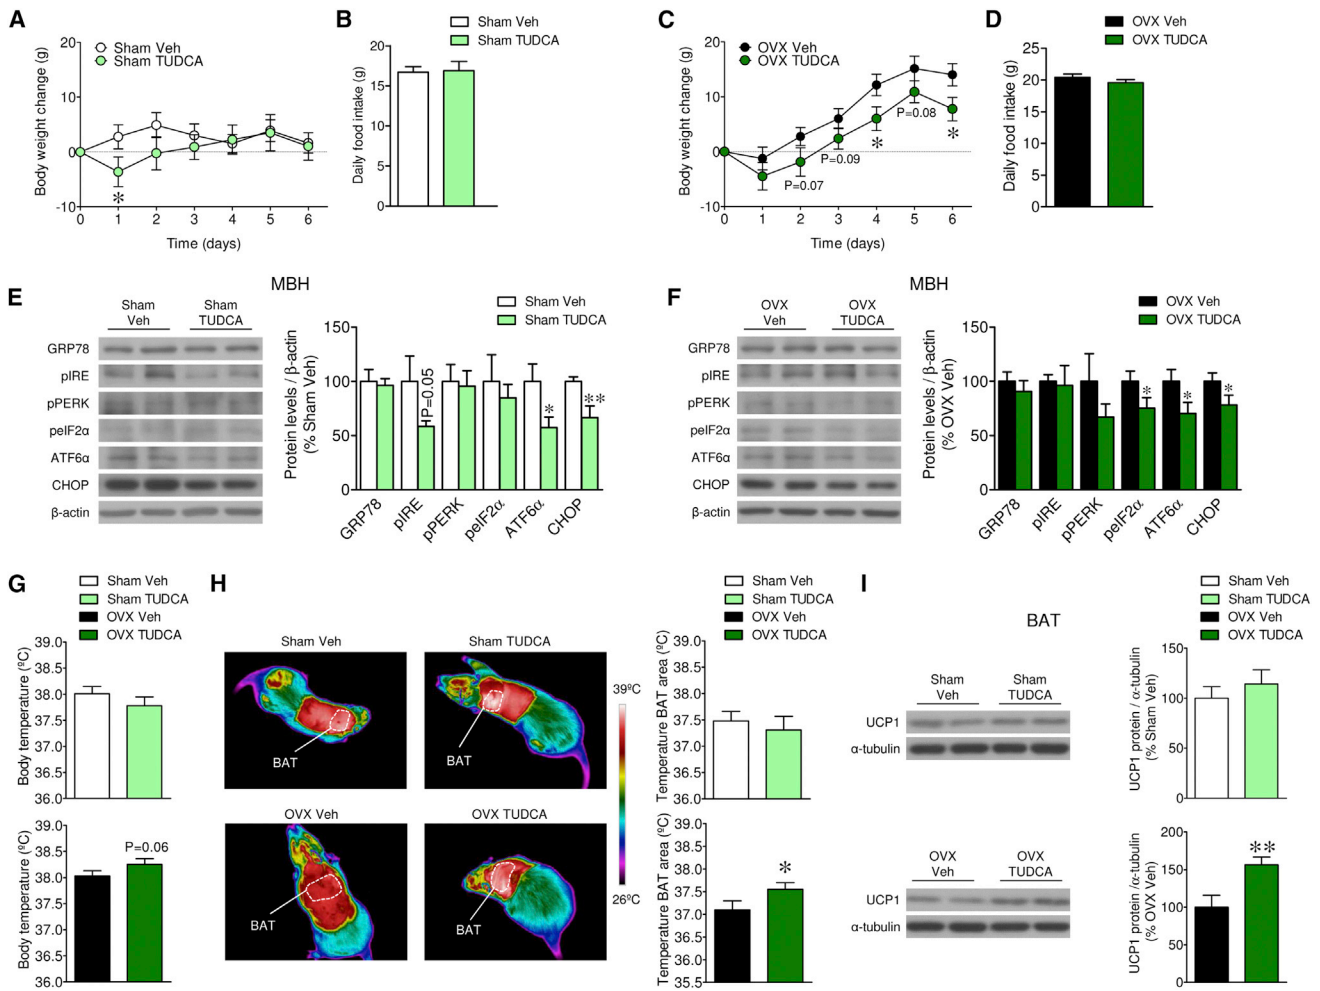 A
Sham Veh
Sham TUDCA
Body weight change (g)
20
10
0
-10
0 1 2 3 4 5 6
*
Time (days)
B
Sham Veh
Sham TUDCA
Daily food intake (g)
20
15
10
5
0
C
OVX Veh
OVX TUDCA
Body weight change (g)
20
10
0
-10
P=0.07
P=0.09
*
P=0.08
*
0 1 2 3 4 5 6
Time (days)
D
OVX Veh
OVX TUDCA
Daily food intake (g)
25
20
15
10
5
0
E
MBH
Sham Veh
Sham TUDCA
GRP78
pIRE
pPERK
peIF2α
ATF6α
CHOP
β-actin
Sham Veh
Sham TUDCA
Protein levels / β-actin
(% Sham Veh)
150
100
50
0
P=0.05
*
**
GRP78 pIRE pPERK peIF2α ATF6α CHOP
F
MBH
OVX Veh
OVX TUDCA
GRP78
pIRE
pPERK
peIF2α
ATF6α
CHOP
β-actin
OVX Veh
OVX TUDCA
Protein levels / β-actin
(% OVX Veh)
150
100
50
0
*
*
*
GRP78 pIRE pPERK peIF2α ATF6α CHOP
G
Sham Veh
Sham TUDCA
OVX Veh
OVX TUDCA
Body temperature (ºC)
39.0
38.5
38.0
37.5
37.0
36.5
36.0
Body temperature (ºC)
39.0
38.5
38.0
37.5
37.0
36.5
36.0
P=0.06
H
Sham Veh
BAT
Sham TUDCA
BAT
OVX Veh
BAT
OVX TUDCA
BAT
39ºC
26ºC
Sham Veh
Sham TUDCA
OVX Veh
OVX TUDCA
Temperature BAT area (ºC)
39.0
38.5
38.0
37.5
37.0
36.5
36.0
Temperature BAT area (ºC)
39.0
38.5
38.0
37.5
37.0
36.5
36.0
35.5
*
I
BAT
Sham Veh
Sham TUDCA
UCP1
α-tubulin
OVX Veh
OVX TUDCA
UCP1
α-tubulin
Sham Veh
Sham TUDCA
OVX Veh
OVX TUDCA
UCP1 protein / α-tubulin
(% Sham Veh)
150
100
50
0
UCP1 protein /α-tubulin
(% OVX Veh)
200
150
100
50
0
**